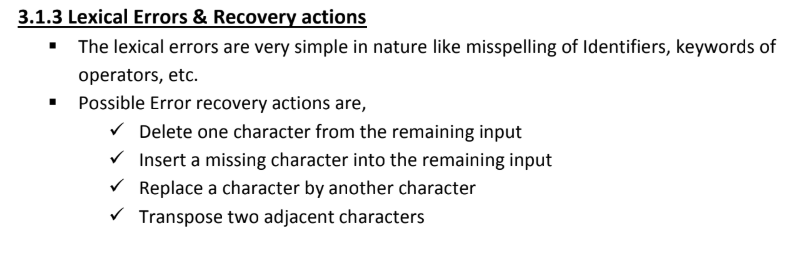 3.1.3 Lexical Errors & Recovery actions
▪ The lexical errors are very simple in nature like misspelling of Identifiers, keywords of
operators, etc.
▪ Possible Error recovery actions are,
✓ Delete one character from the remaining input
✓ Insert a missing character into the remaining input
✓ Replace a character by another character
✓ Transpose two adjacent characters